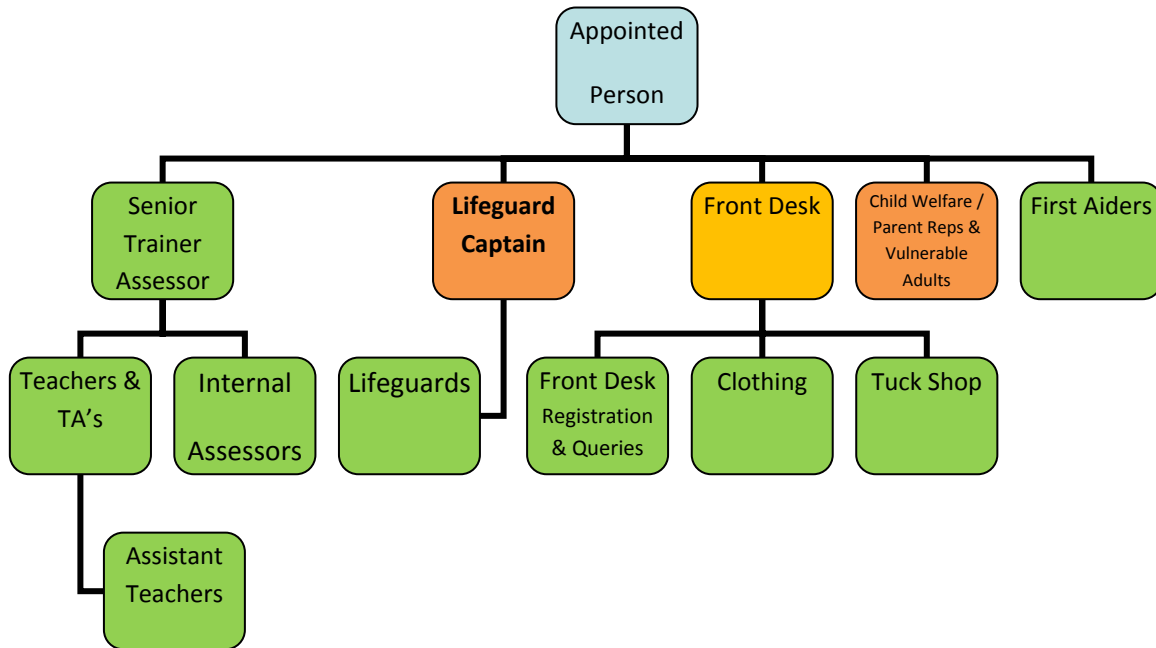 Appointed
Person
Senior
Trainer
Assessor
Lifeguard
Captain
Front Desk
Child Welfare /
Parent Reps &
Vulnerable
Adults
First Aiders
Teachers &
TA’s
Internal
Assessors
Lifeguards
Front Desk
Registration
& Queries
Clothing
Tuck Shop
Assistant
Teachers